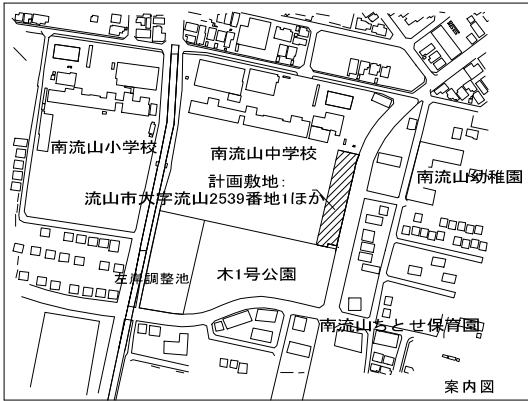 南流山小学校
南流山中学校
計画敷地:
流山市大字流山2539番地1ほか
南流山幼稚園
左岸調整池
木1号公園
南流山ちとせ保育園
案内図